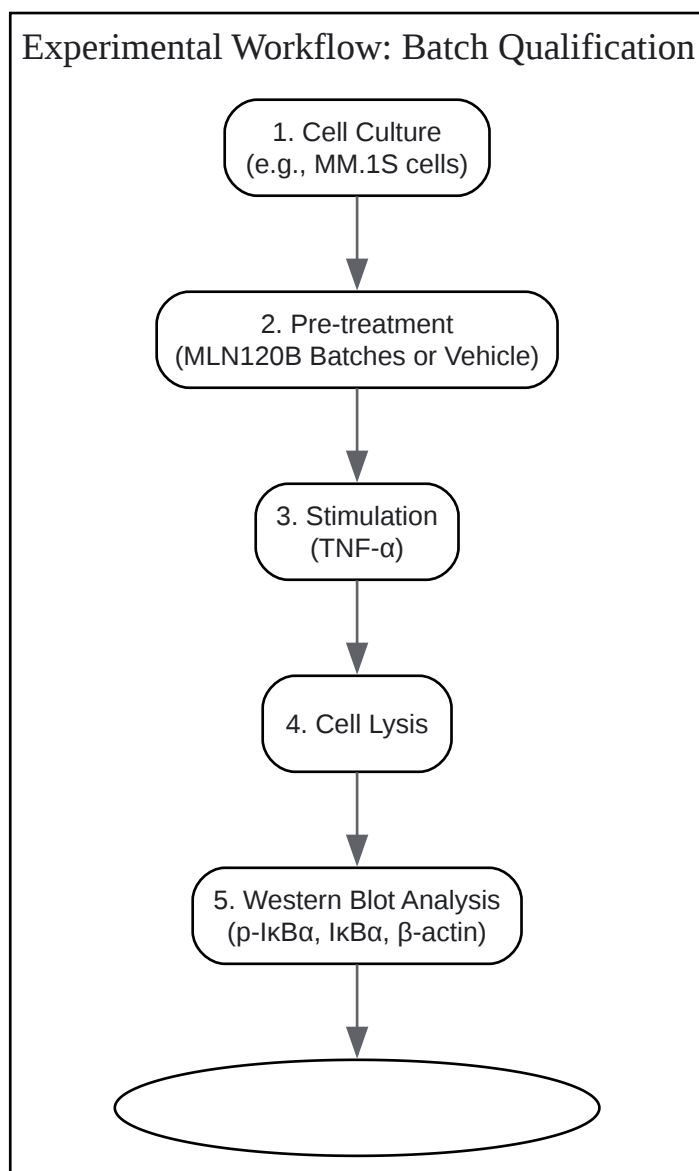 Experimental Workflow: Batch Qualification
1. Cell Culture
(e.g., MM.1S cells)
2. Pre-treatment
(MLN120B Batches or Vehicle)
3. Stimulation
(TNF-α)
4. Cell Lysis
5. Western Blot Analysis
(p-IκBα, IκBα, β-actin)